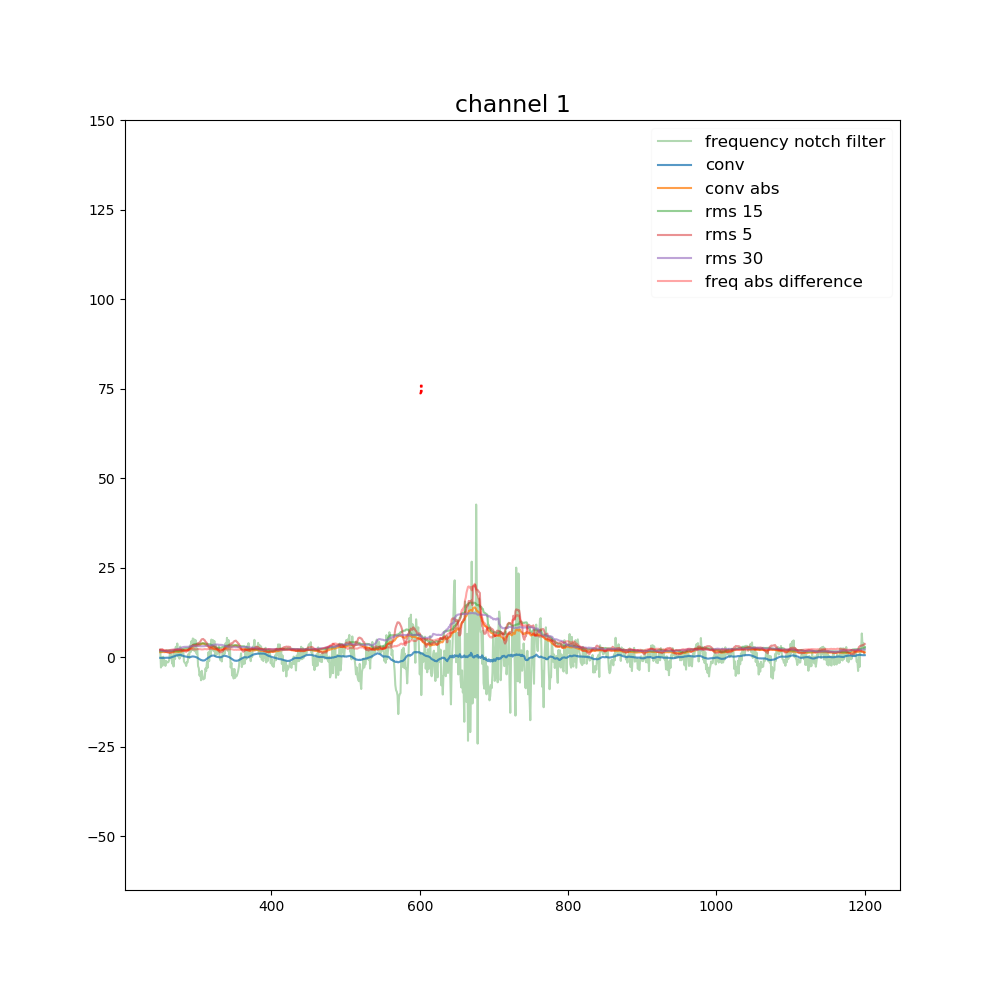 channel 1
150
125
100
75
50
25
0
−25
−50
frequency notch filter
conv
conv abs
rms 15
rms 5
rms 30
freq abs difference
;
400 600 800 1000 1200